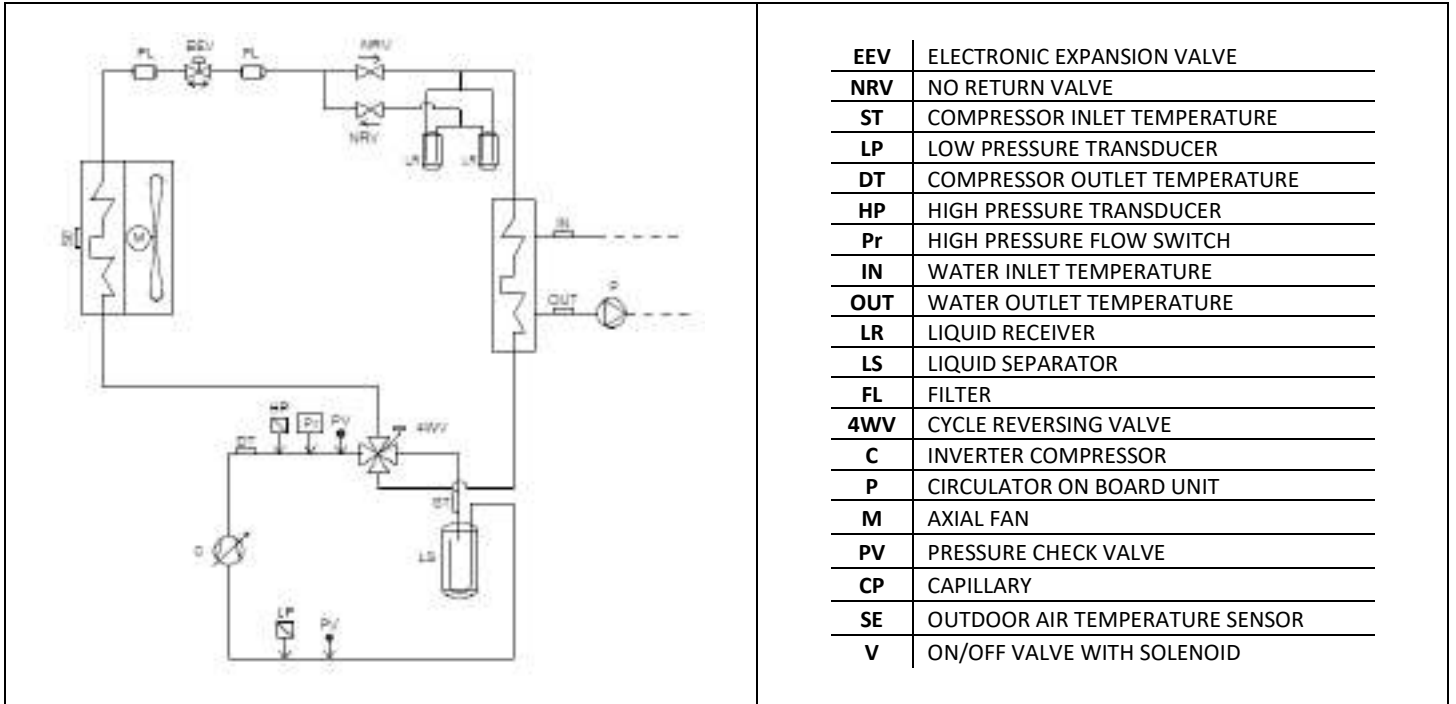 FL
EEV
FL
NRV
NRV
LR
LR
SE
M
IN
OUT
P
HP
Pr
PV
4WV
DT
ST
C
LS
LP
PV
EEV ELECTRONIC EXPANSION VALVE
NRV NO RETURN VALVE
ST COMPRESSOR INLET TEMPERATURE
LP LOW PRESSURE TRANSDUCER
DT COMPRESSOR OUTLET TEMPERATURE
HP HIGH PRESSURE TRANSDUCER
Pr HIGH PRESSURE FLOW SWITCH
IN WATER INLET TEMPERATURE
OUT WATER OUTLET TEMPERATURE
LR LIQUID RECEIVER
LS LIQUID SEPARATOR
FL FILTER
4WV CYCLE REVERSING VALVE
C INVERTER COMPRESSOR
P CIRCULATOR ON BOARD UNIT
M AXIAL FAN
PV PRESSURE CHECK VALVE
CP CAPILLARY
SE OUTDOOR AIR TEMPERATURE SENSOR
V ON/OFF VALVE WITH SOLENOID